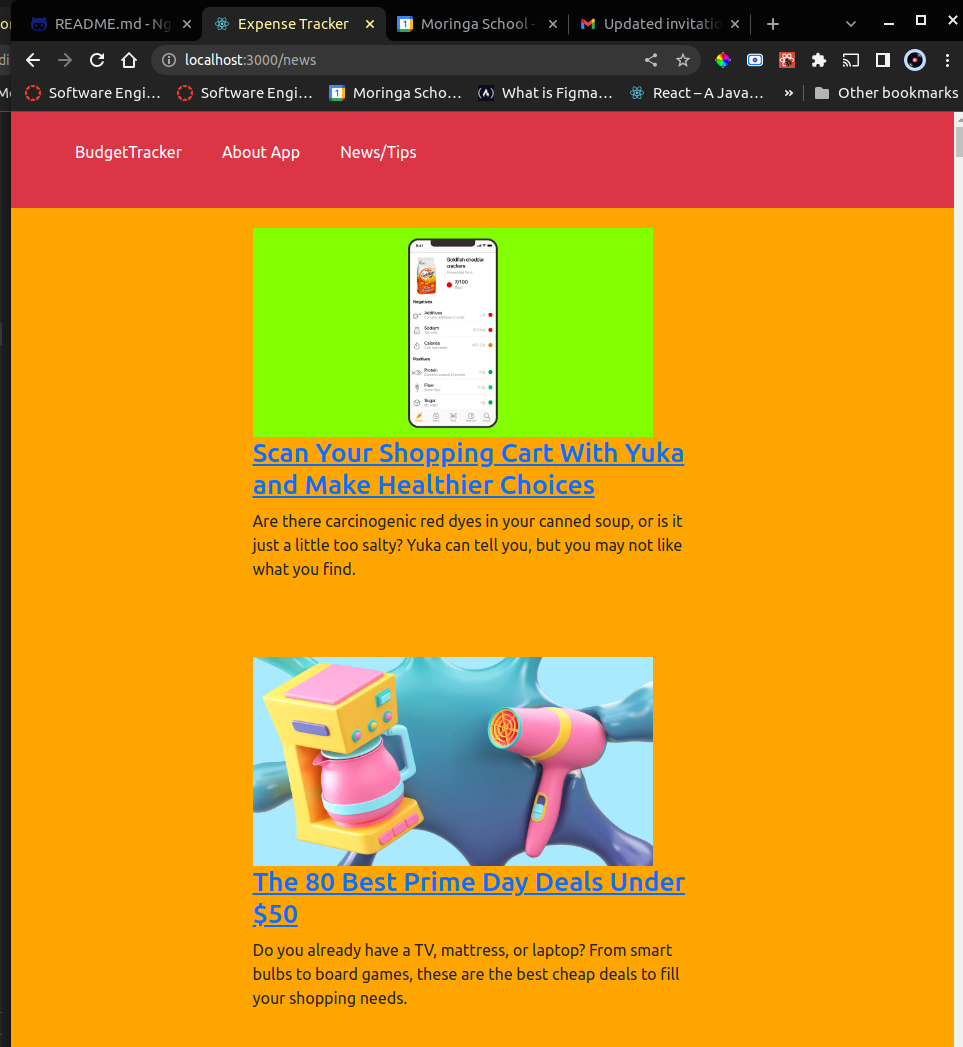 README.md - Ng
Expense Tracker
Moringa School -
Updated invitatio
localhost:3000/news
Software Engi…
Software Engi…
Moringa Scho…
What is Figma…
React – A Java…
»
Other bookmarks
BudgetTracker
About App
News/Tips
Goldfish cheddar
crackers
Negatives
Additives
Sodium
Calories
Positives
Protein
Fiber
Sugar
Scan Your Shopping Cart With Yuka
and Make Healthier Choices
Are there carcinogenic red dyes in your canned soup, or is it
just a little too salty? Yuka can tell you, but you may not like
what you find.
The 80 Best Prime Day Deals Under
$50
Do you already have a TV, mattress, or laptop? From smart
bulbs to board games, these are the best cheap deals to fill
your shopping needs.